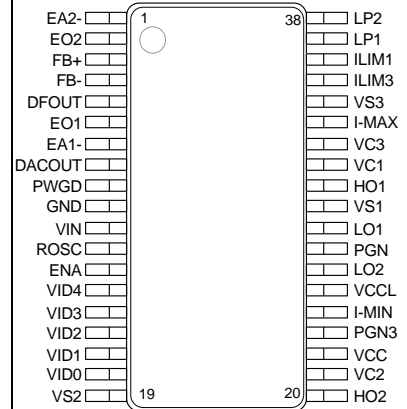 EA2- 1 38 LP2
EO2 LP1
FB+ ILIM1
FB- ILIM3
DFOUT VS3
EO1 I-MAX
EA1- VC3
DACOUT VC1
PWGD HO1
GND VS1
VIN LO1
ROSC PGN
ENA LO2
VID4 VCCL
VID3 I-MIN
VID2 PGN3
VID1 VCC
VID0 VC2
VS2 19 20 HO2